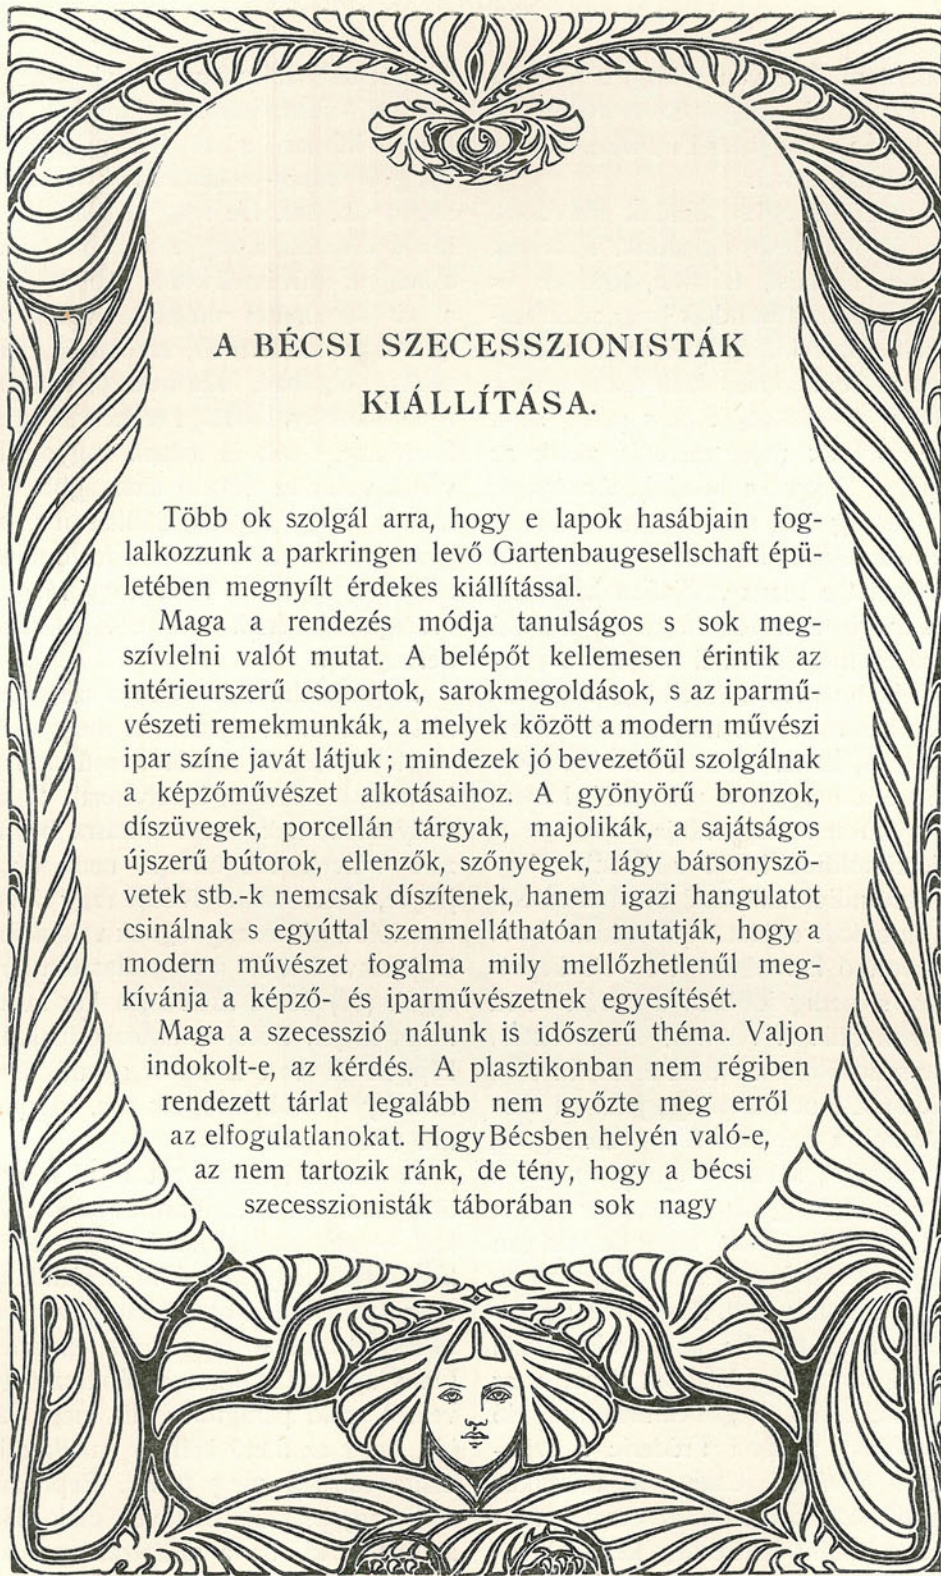 A BÉCSI SZECESSZIONISTÁK
KIÁLLÍTÁSA.
Több ok szolgál arra, hogy e lapok hasábjain fog-
lalkozzunk a parkringen levő Gartenbaugesellschaft épü-
letében megnyílt érdekes kiállítással.
Maga a rendezés módja tanulságos s sok meg-
szívlelni valót mutat. A belépőt kellemesen érintik az
intérieurszerű csoportok, sarokmegoldások, s az iparmű-
vészeti remekmunkák, a melyek között a modern művészi
ipar színe javát látjuk; mindezek jó bevezetőül szolgálnak
a képzőművészet alkotásaihoz. A gyönyörű bronzok,
díszüvegek, porcellán tárgyak, majolikák, a sajátságos
újszerű bútorok, ellenzők, szőnyegek, lágy bársonyszö-
vetek stb.-k nemcsak díszítenek, hanem igazi hangulatot
csinálnak s egyúttal szemmelláthatóan mutatják, hogy a
modern művészet fogalma mily mellőzhetlenűl meg-
kívánja a képző- és iparművészetnek egyesítését.
Maga a szecesszió nálunk is időszerű théma. Valjon
indokolt-e, az kérdés. A plasztikonban nem régiben
rendezett tárlat legalább nem győzte meg erről
az elfogulatlanokat. Hogy Bécsben helyén való-e,
az nem tartozik ránk, de tény, hogy a bécsi
szecesszionisták táborában sok nagy